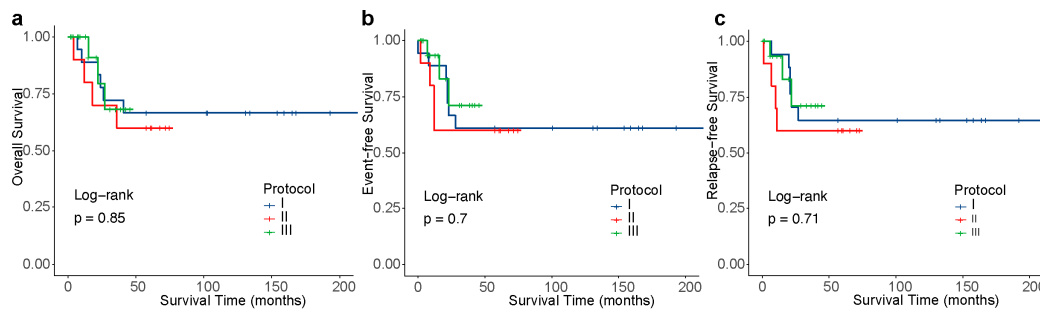 a
Overall Survival
1.00
0.75
0.50
0.25
0.00
Log−rank
p = 0.85
Protocol
I
II
III
0
50
100
150
200
Survival Time (months)
b
Event−free Survival
1.00
0.75
0.50
0.25
0.00
Log−rank
p = 0.7
Protocol
I
II
III
0
50
100
150
200
Survival Time (months)
c
Relapse−free Survival
1.00
0.75
0.50
0.25
0.00
Log−rank
p = 0.71
Protocol
I
II
III
0
50
100
150
200
Survival Time (months)